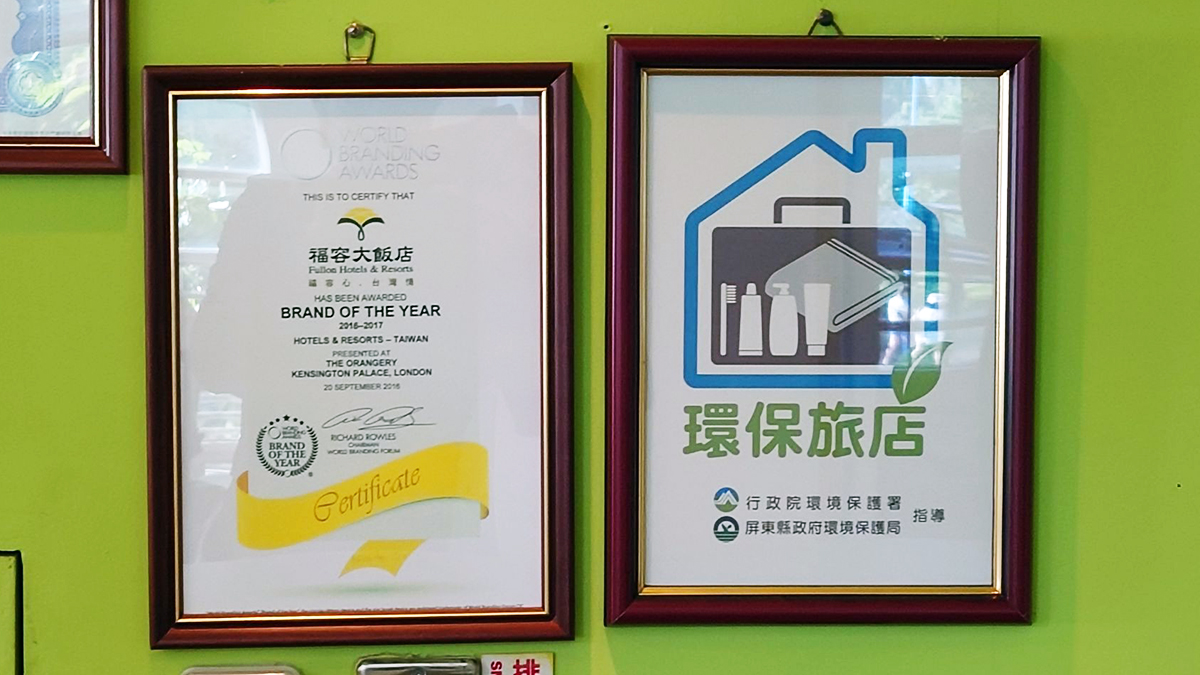 WORLD
BRANDING
AWARDS
THIS IS TO CERTIFY THAT
福容大飯店
Fullon Hotels & Resorts
福容心．台灣情
HAS BEEN AWARDED
BRAND OF THE YEAR
2016–2017
HOTELS & RESORTS – TAIWAN
PRESENTED AT
THE ORANGERY
KENSINGTON PALACE, LONDON
20 SEPTEMBER 2016
RICHARD ROWLES
CHAIRMAN
WORLD BRANDING FORUM
WORLD
BRANDING
AWARDS
BRAND
OF THE
YEAR
Certificate
環保旅店
行政院環境保護署
屏東縣政府環境保護局
指導
排